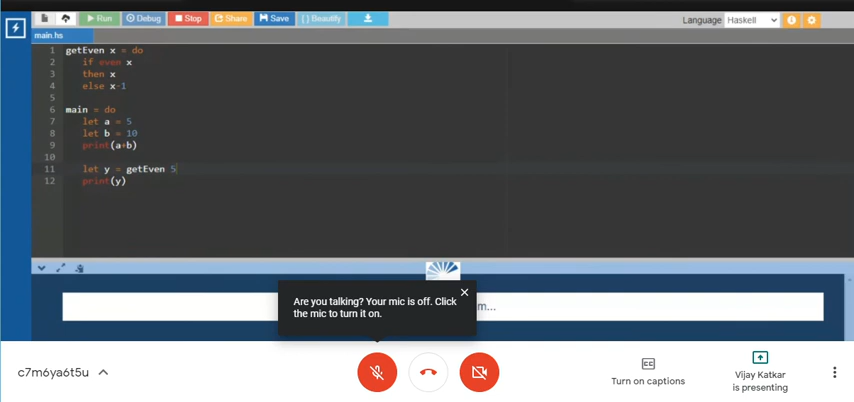 Run Debug Stop Share Save { } Beautify Language Haskell
main.hs
1 getEven x = do
2 if even x
3 then x
4 else x-1
5
6 main = do
7 let a = 5
8 let b = 10
9 print(a+b)
10
11 let y = getEven 5
12 print(y)
Are you talking? Your mic is off. Click
the mic to turn it on.
m...
c7m6ya6t5u
Turn on captions
Vijay Katkar
is presenting